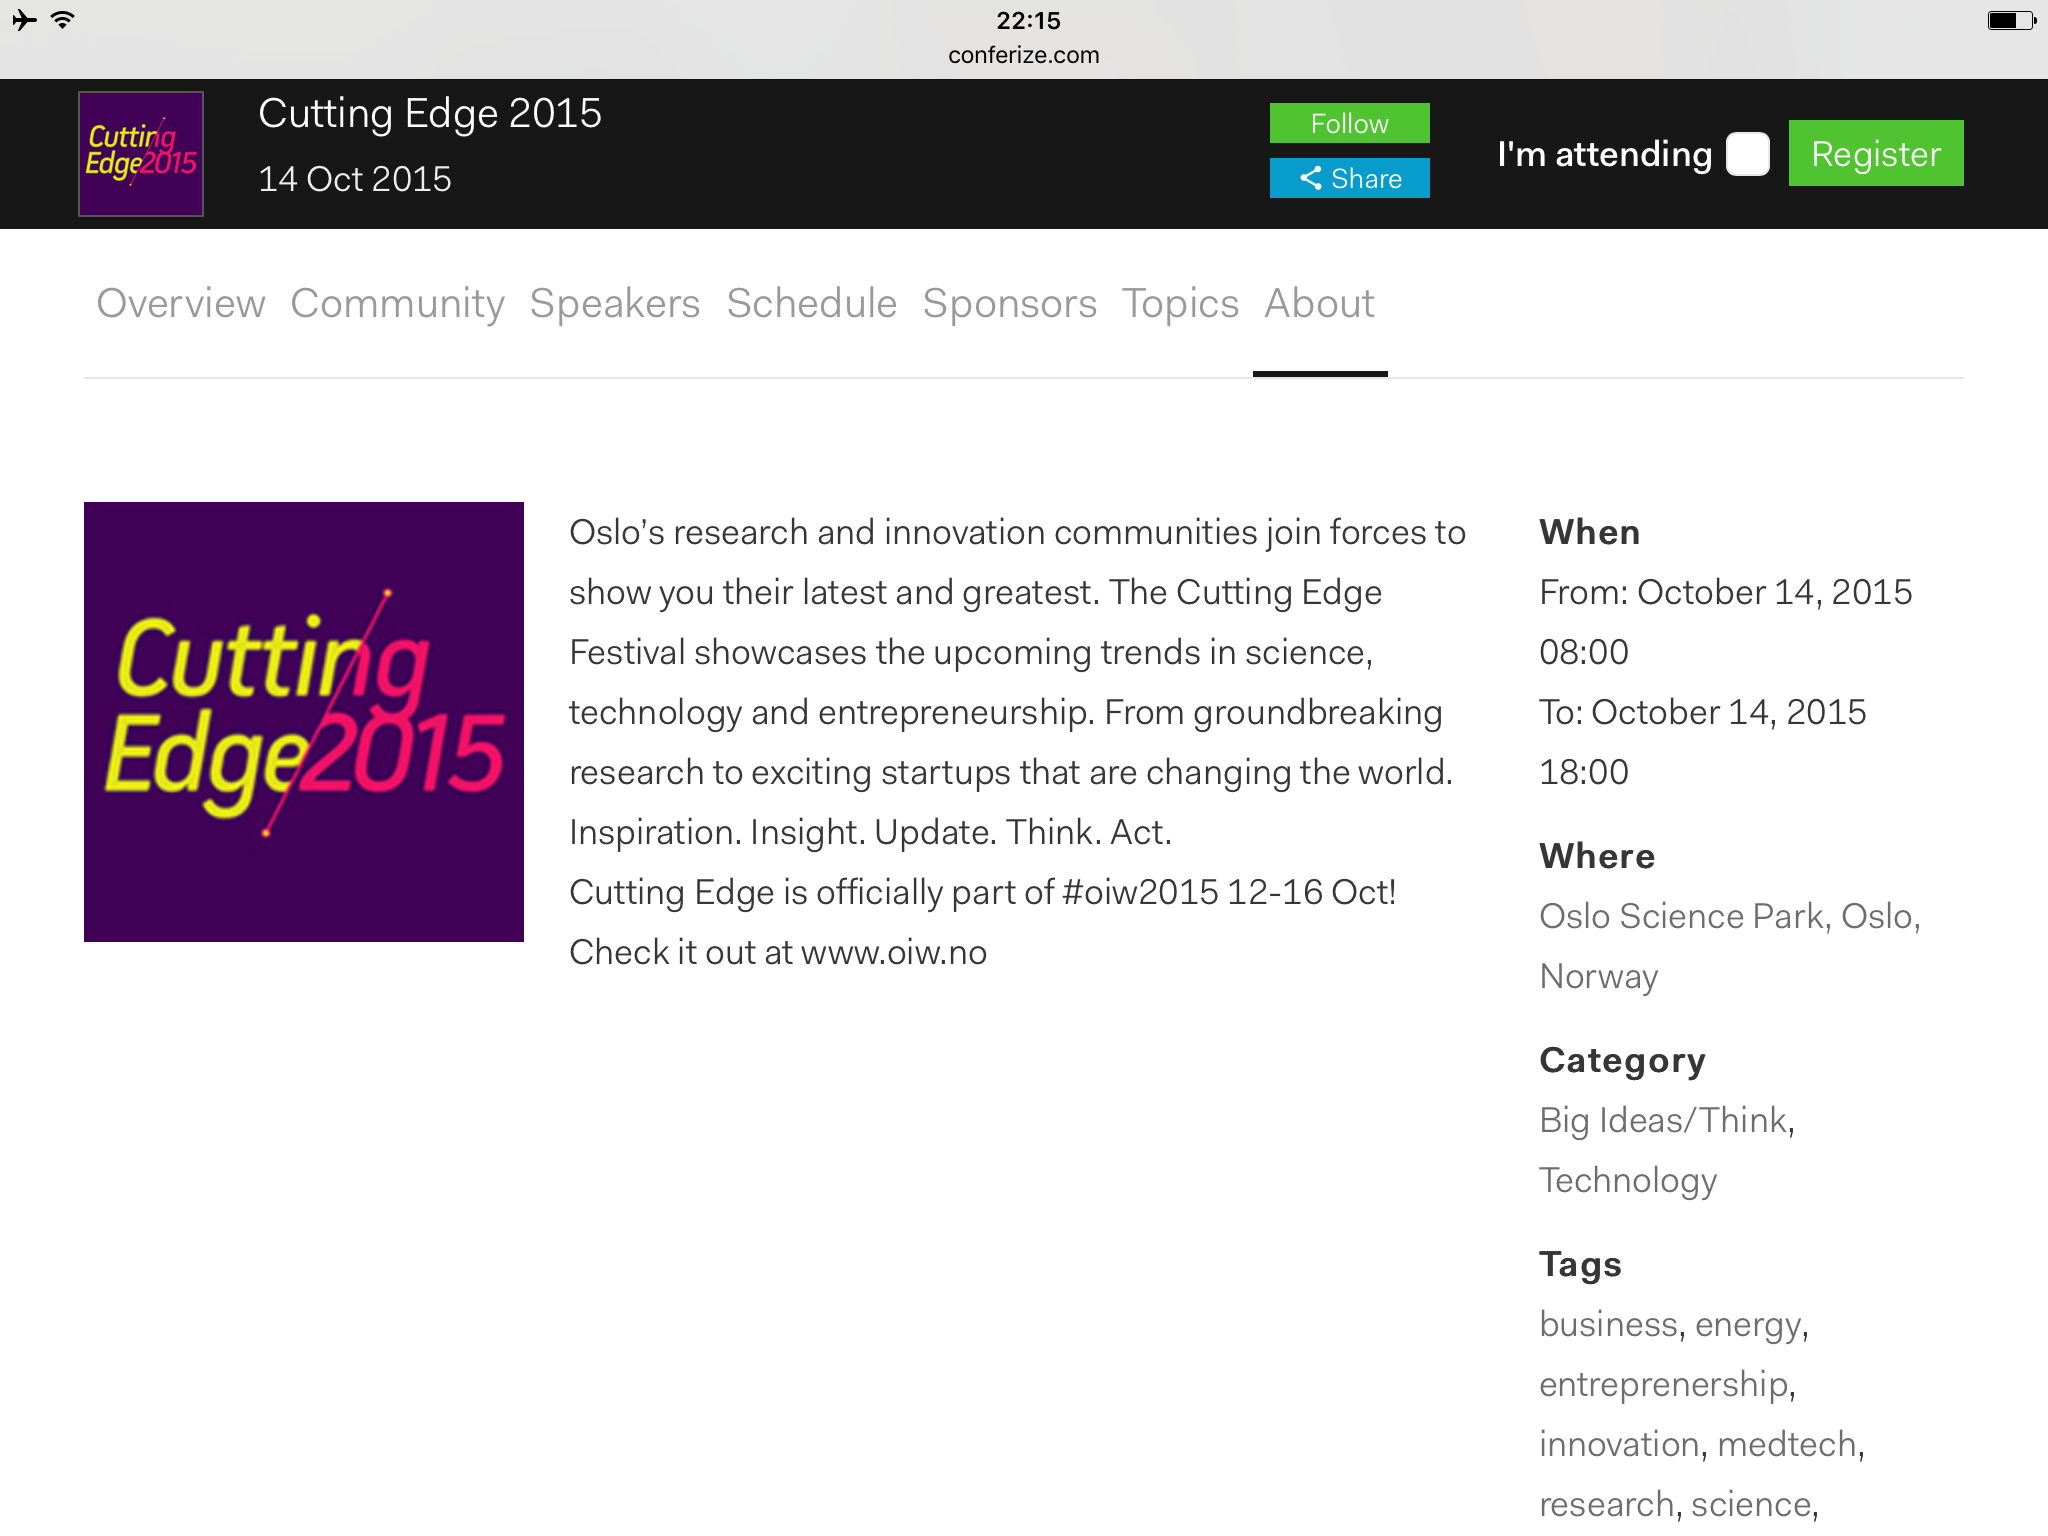 22:15
conferize.com
Cutting
Edge2015
Cutting Edge 2015
14 Oct 2015
Follow
Share
I'm attending
Register
Overview Community Speakers Schedule Sponsors Topics About
Cutting
Edge2015
Oslo's research and innovation communities join forces to
show you their latest and greatest. The Cutting Edge
Festival showcases the upcoming trends in science,
technology and entrepreneurship. From groundbreaking
research to exciting startups that are changing the world.
Inspiration. Insight. Update. Think. Act.
Cutting Edge is officially part of #oiw2015 12-16 Oct!
Check it out at www.oiw.no
When
From: October 14, 2015
08:00
To: October 14, 2015
18:00
Where
Oslo Science Park, Oslo,
Norway
Category
Big Ideas/Think,
Technology
Tags
business, energy,
entreprenership,
innovation, medtech,
research, science,